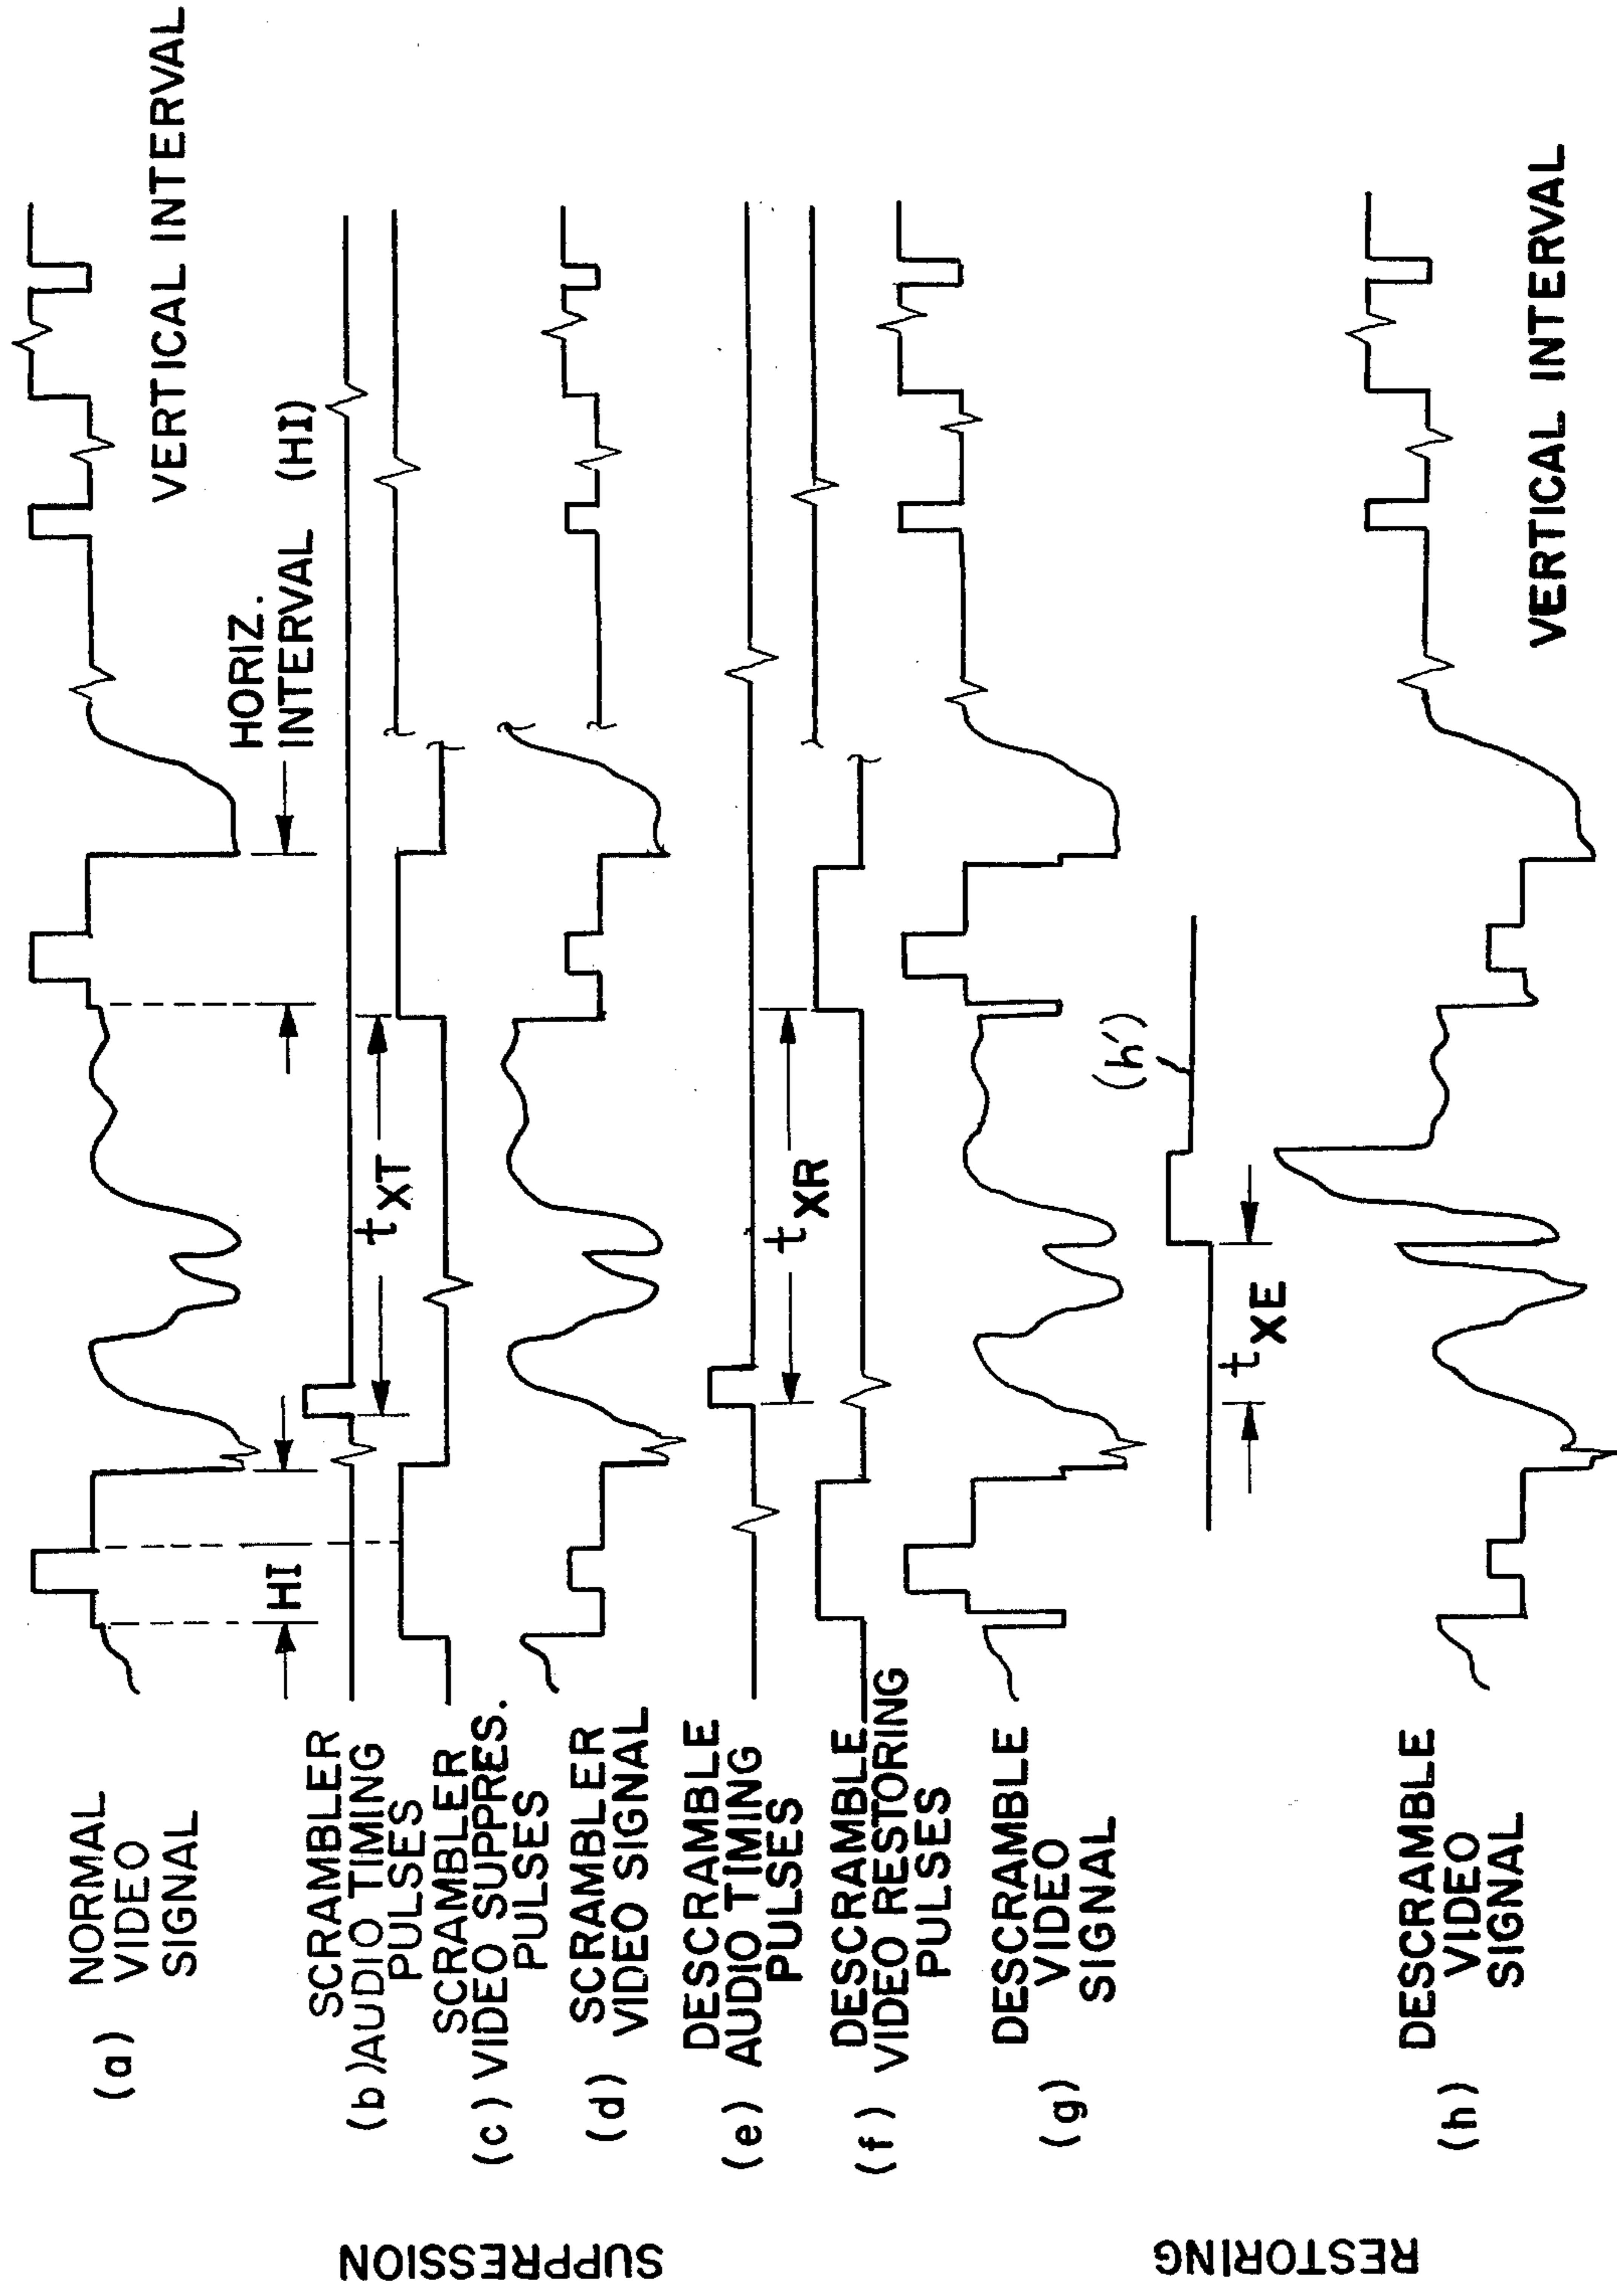 (a) NORMAL
VIDEO
SIGNAL
VERTICAL INTERVAL
HORIZ.
INTERVAL (HI)
HI
SCRAMBLER
(b)AUDIO TIMING
PULSES
tXT
SCRAMBLER
(c) VIDEO SUPPRES.
PULSES
(d) SCRAMBLER
VIDEO SIGNAL
DESCRAMBLE
(e) AUDIO TIMING
PULSES
tXR
DESCRAMBLE
(f) VIDEO RESTORING
PULSES
DESCRAMBLE
(g) VIDEO
SIGNAL
(h')
tXE
DESCRAMBLE
(h) VIDEO
SIGNAL
VERTICAL INTERVAL
SUPPRESSION
RESTORING